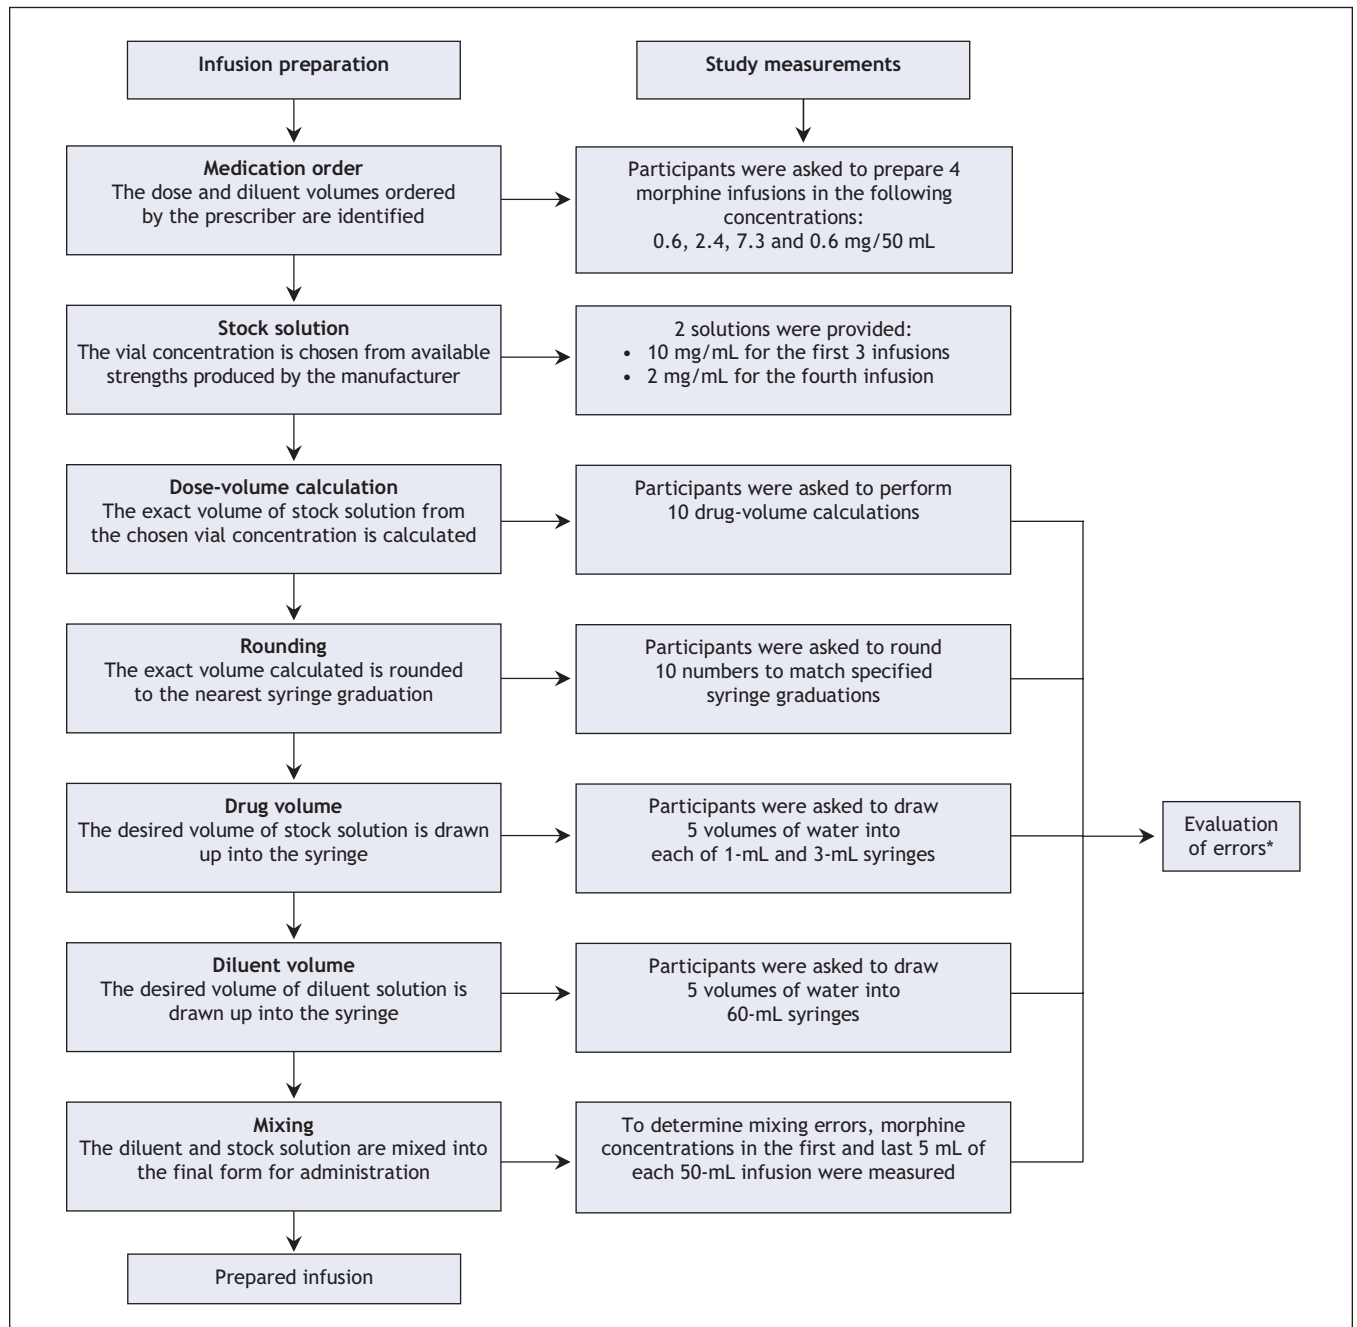 Infusion preparation
Study measurements
Medication order
The dose and diluent volumes ordered
by the prescriber are identified
Participants were asked to prepare 4
morphine infusions in the following
concentrations:
0.6, 2.4, 7.3 and 0.6 mg/50 mL
Stock solution
The vial concentration is chosen from available
strengths produced by the manufacturer
2 solutions were provided:
• 10 mg/mL for the first 3 infusions
• 2 mg/mL for the fourth infusion
Dose-volume calculation
The exact volume of stock solution from
the chosen vial concentration is calculated
Participants were asked to perform
10 drug-volume calculations
Rounding
The exact volume calculated is rounded
to the nearest syringe graduation
Participants were asked to round
10 numbers to match specified
syringe graduations
Drug volume
The desired volume of stock solution is drawn
up into the syringe
Participants were asked to draw
5 volumes of water into
each of 1-mL and 3-mL syringes
Evaluation
of errors*
Diluent volume
The desired volume of diluent solution is
drawn up into the syringe
Participants were asked to draw
5 volumes of water into
60-mL syringes
Mixing
The diluent and stock solution are mixed into
the final form for administration
To determine mixing errors, morphine
concentrations in the first and last 5 mL of
each 50-mL infusion were measured
Prepared infusion